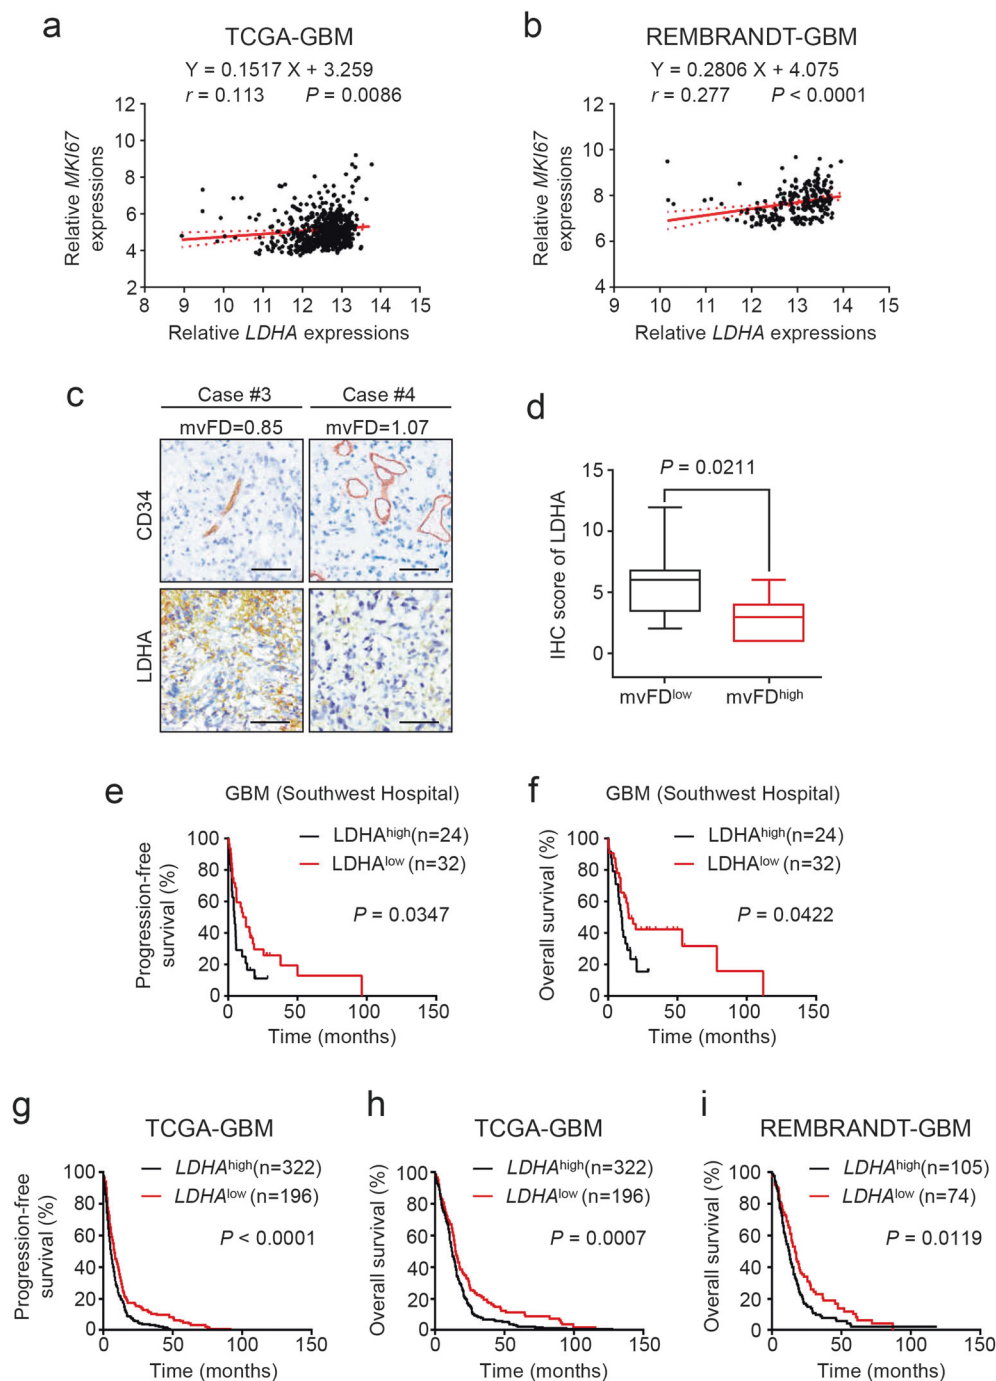 a
TCGA-GBM
Y = 0.1517 X + 3.259
r = 0.113 P = 0.0086
Relative MKI67
expressions
12
10
8
6
4
2
8 9 10 11 12 13 14 15
Relative LDHA expressions
b
REMBRANDT-GBM
Y = 0.2806 X + 4.075
r = 0.277 P < 0.0001
Relative MKI67
expressions
12
10
8
6
4
9 10 11 12 13 14 15
Relative LDHA expressions
c
Case #3 Case #4
mvFD=0.85 mvFD=1.07
CD34
LDHA
d
P = 0.0211
IHC score of LDHA
15
10
5
0
mvFDlow mvFDhigh
e
GBM (Southwest Hospital)
LDHAhigh(n=24)
LDHAlow (n=32)
P = 0.0347
Progression-free
survival (%)
100
80
60
40
20
0
0 50 100 150
Time (months)
f
GBM (Southwest Hospital)
LDHAhigh(n=24)
LDHAlow (n=32)
P = 0.0422
Overall survival (%)
100
80
60
40
20
0
0 50 100 150
Time (months)
g
TCGA-GBM
LDHAhigh(n=322)
LDHAlow (n=196)
P < 0.0001
Progression-free
survival (%)
100
80
60
40
20
0
0 50 100 150
Time (months)
h
TCGA-GBM
LDHAhigh(n=322)
LDHAlow (n=196)
P = 0.0007
Overall survival (%)
100
80
60
40
20
0
0 50 100 150
Time (months)
i
REMBRANDT-GBM
LDHAhigh(n=105)
LDHAlow (n=74)
P = 0.0119
Overall survival (%)
100
80
60
40
20
0
0 50 100 150
Time (months)